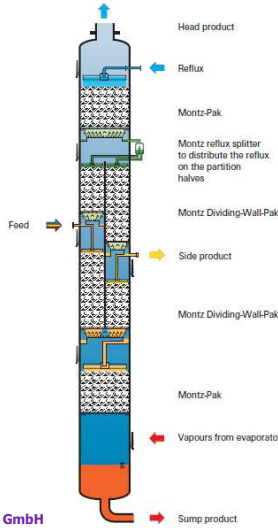 Head product
Reflux
Montz-Pak
Montz reflux splitter
to distribute the reflux
on the partition
halves
Montz Dividing-Wall-Pak
Feed
Side product
Montz Dividing-Wall-Pak
Montz-Pak
Vapours from evaporato
GmbH
Sump product